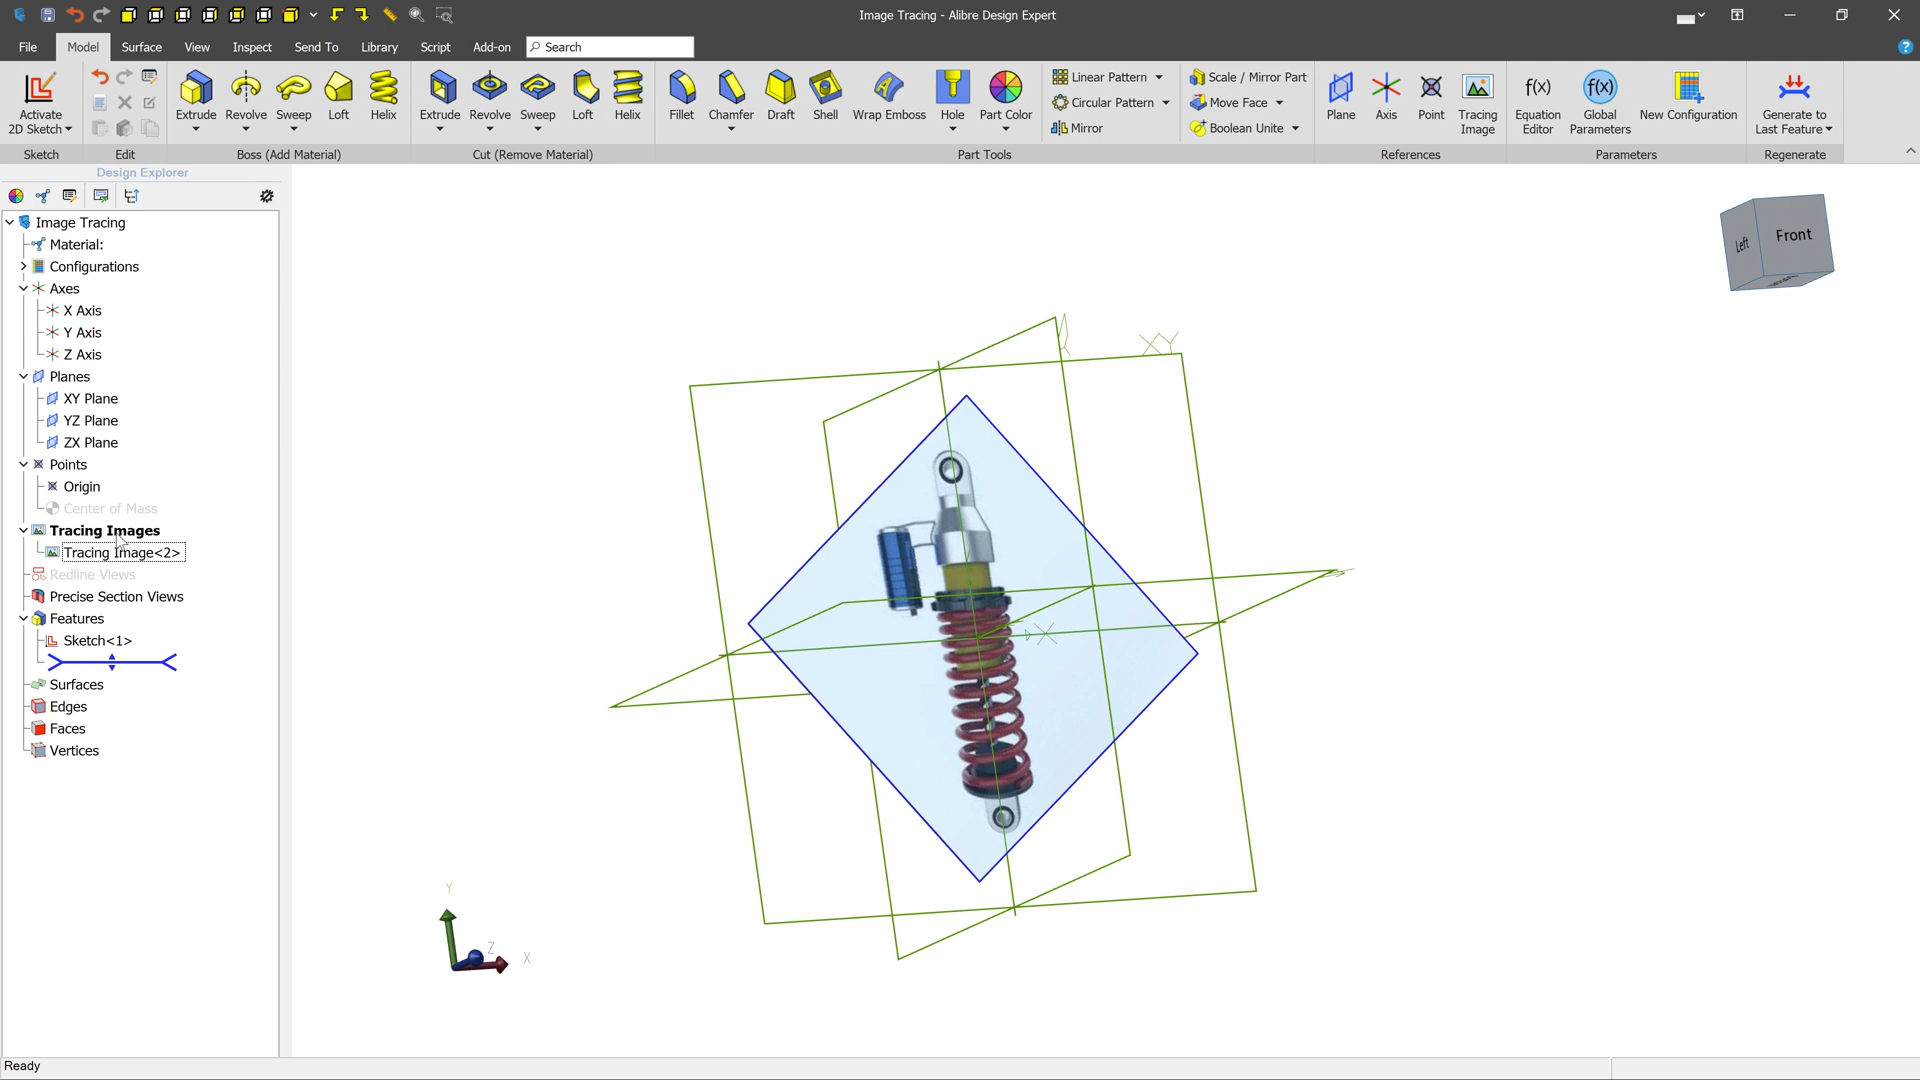 Image Tracing - Alibre Design Expert
File
Model
Surface
View
Inspect
Send To
Library
Script
Add-on
Search
Activate
2D Sketch
Extrude
Revolve
Sweep
Loft
Helix
Extrude
Revolve
Sweep
Loft
Helix
Fillet
Chamfer
Draft
Shell
Wrap Emboss
Hole
Part Color
Linear Pattern
Circular Pattern
Mirror
Scale / Mirror Part
Move Face
Boolean Unite
Plane
Axis
Point
Tracing
Image
f(x)
Equation
Editor
f(x)
Global
Parameters
New Configuration
Generate to
Last Feature
Sketch
Edit
Boss (Add Material)
Cut (Remove Material)
Part Tools
References
Parameters
Regenerate
Design Explorer
Image Tracing
Material:
Configurations
Axes
X Axis
Y Axis
Z Axis
Planes
XY Plane
YZ Plane
ZX Plane
Points
Origin
Center of Mass
Tracing Images
Tracing Image<2>
Redline Views
Precise Section Views
Features
Sketch<1>
Surfaces
Edges
Faces
Vertices
Left
Front
XY
X
Y
Z
X
Ready